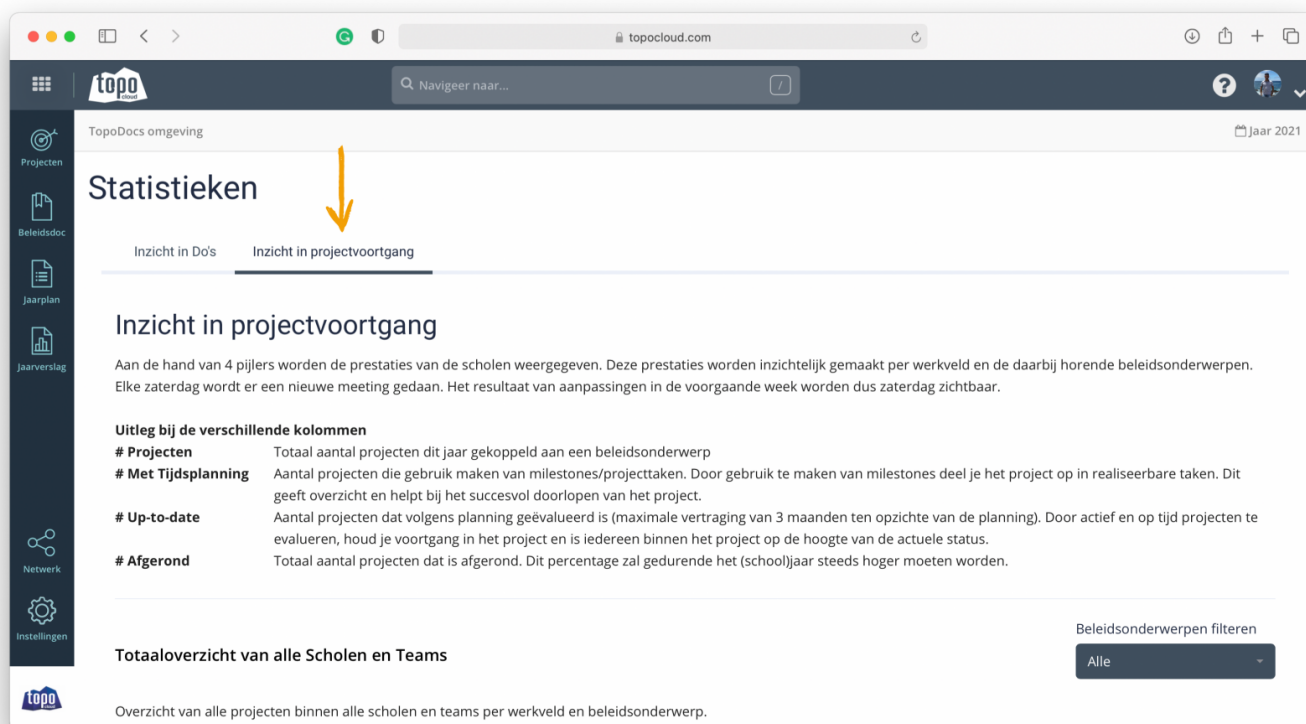 topocloud.com
topo
cloud
Navigeer naar...
/
?
TopoDocs omgeving
Jaar 2021
Projecten
Beleidsdoc
Jaarplan
Jaarverslag
Netwerk
Instellingen
topo
Statistieken
Inzicht in Do's
Inzicht in projectvoortgang
Inzicht in projectvoortgang
Aan de hand van 4 pijlers worden de prestaties van de scholen weergegeven. Deze prestaties worden inzichtelijk gemaakt per werkveld en de daarbij horende beleidsonderwerpen.
Elke zaterdag wordt er een nieuwe meeting gedaan. Het resultaat van aanpassingen in de voorgaande week worden dus zaterdag zichtbaar.
Uitleg bij de verschillende kolommen
# Projecten Totaal aantal projecten dit jaar gekoppeld aan een beleidsonderwerp
# Met Tijdsplanning Aantal projecten die gebruik maken van milestones/projecttaken. Door gebruik te maken van milestones deel je het project op in realiseerbare taken. Dit
geeft overzicht en helpt bij het succesvol doorlopen van het project.
# Up-to-date Aantal projecten dat volgens planning geëvalueerd is (maximale vertraging van 3 maanden ten opzichte van de planning). Door actief en op tijd projecten te
evalueren, houd je voortgang in het project en is iedereen binnen het project op de hoogte van de actuele status.
# Afgerond Totaal aantal projecten dat is afgerond. Dit percentage zal gedurende het (school)jaar steeds hoger moeten worden.
Beleidsonderwerpen filteren
Totaaloverzicht van alle Scholen en Teams
Alle
Overzicht van alle projecten binnen alle scholen en teams per werkveld en beleidsonderwerp.